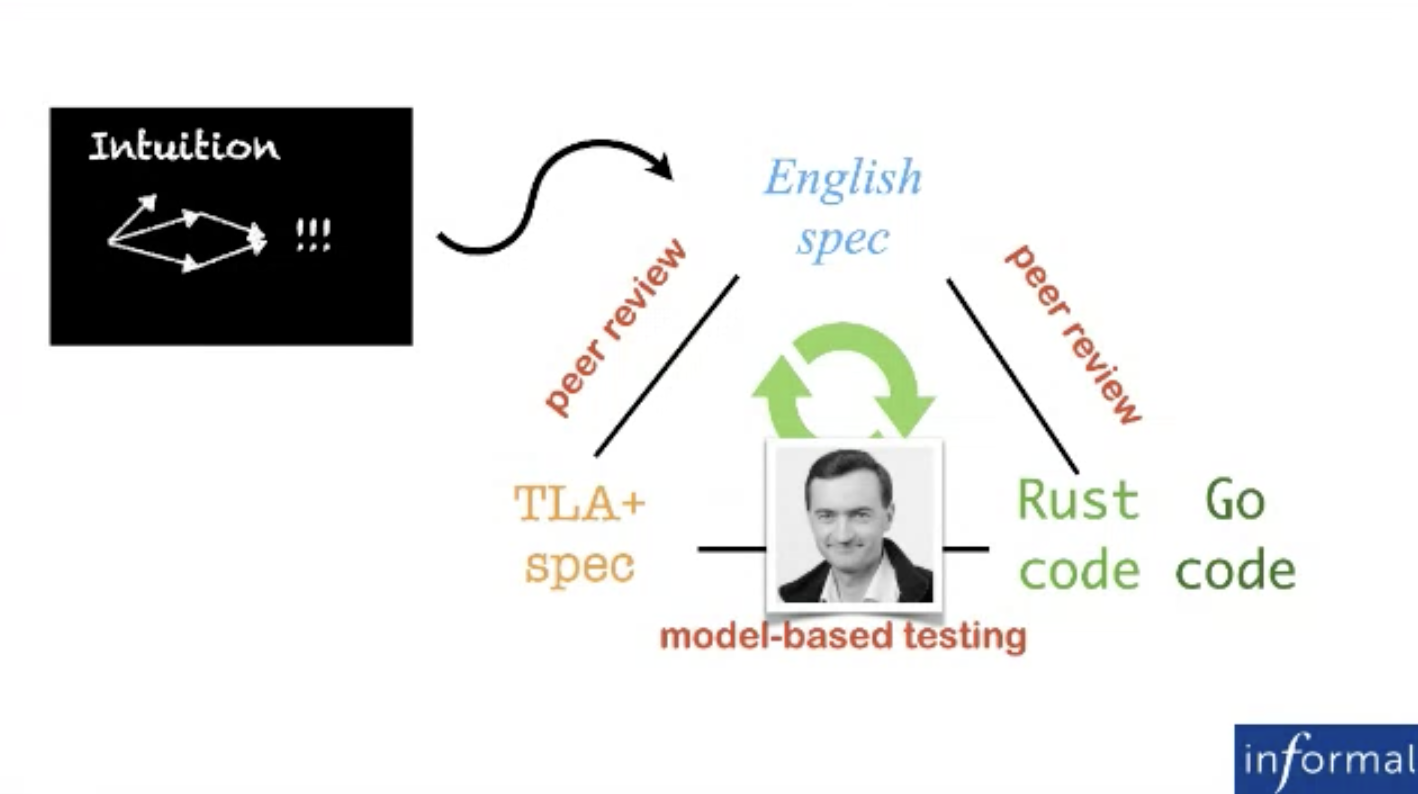 Intuition
!!!
English
spec
peer review
peer review
TLA+
spec
Rust Go
code code
model-based testing
informal